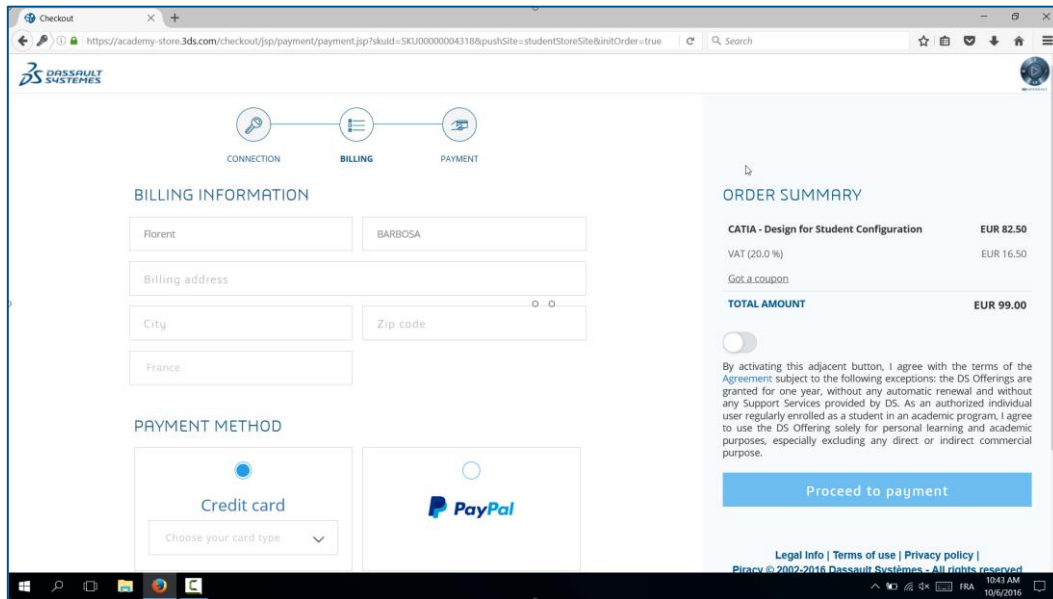 Checkout
https://academy-store.3ds.com/checkout/jsp/payment/payment.jsp?skuId=SKU00000004318&pushSite=studentStoreSite&initOrder=true
Search
DASSAULT
SYSTEMES
CONNECTION
BILLING
PAYMENT
BILLING INFORMATION
Florent
BARBOSA
Billing address
City
Zip code
France
PAYMENT METHOD
Credit card
Choose your card type
PayPal
ORDER SUMMARY
CATIA - Design for Student Configuration EUR 82.50
VAT (20.0 %) EUR 16.50
Got a coupon
TOTAL AMOUNT EUR 99.00
By activating this adjacent button, I agree with the terms of the
Agreement subject to the following exceptions: the DS Offerings are
granted for one year, without any automatic renewal and without
any Support Services provided by DS. As an authorized individual
user regularly enrolled as a student in an academic program, I agree
to use the DS Offering solely for personal learning and academic
purposes, especially excluding any direct or indirect commercial
purpose.
Proceed to payment
Legal Info | Terms of use | Privacy policy |
Piracy © 2002-2016 Dassault Systèmes - All rights reserved
FRA
10:43 AM
10/6/2016